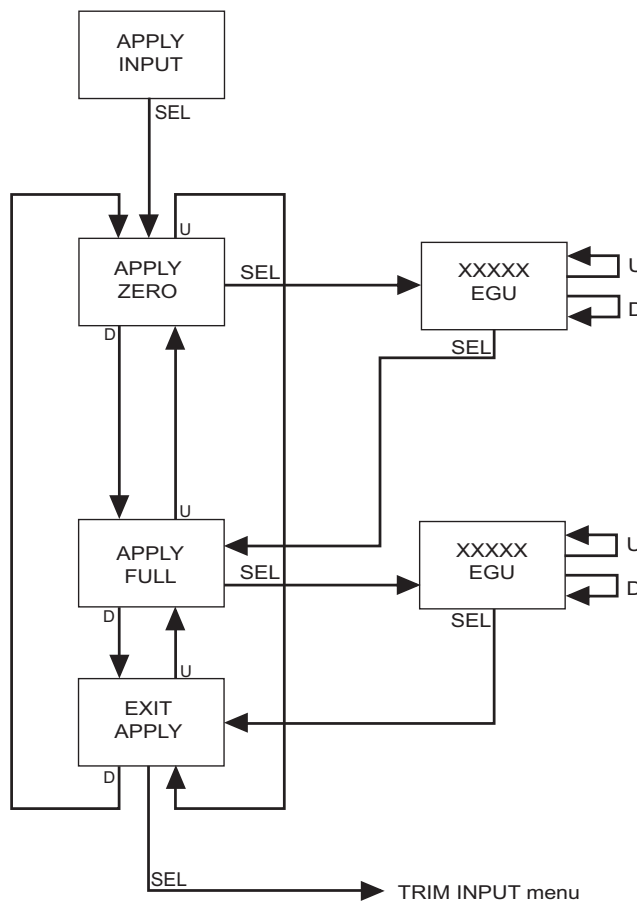 APPLY
INPUT
SEL
U
APPLY
ZERO
SEL
D
XXXXX
EGU
U
D
SEL
U
APPLY
FULL
SEL
D
XXXXX
EGU
U
D
SEL
U
EXIT
APPLY
D
SEL
TRIM INPUT menu